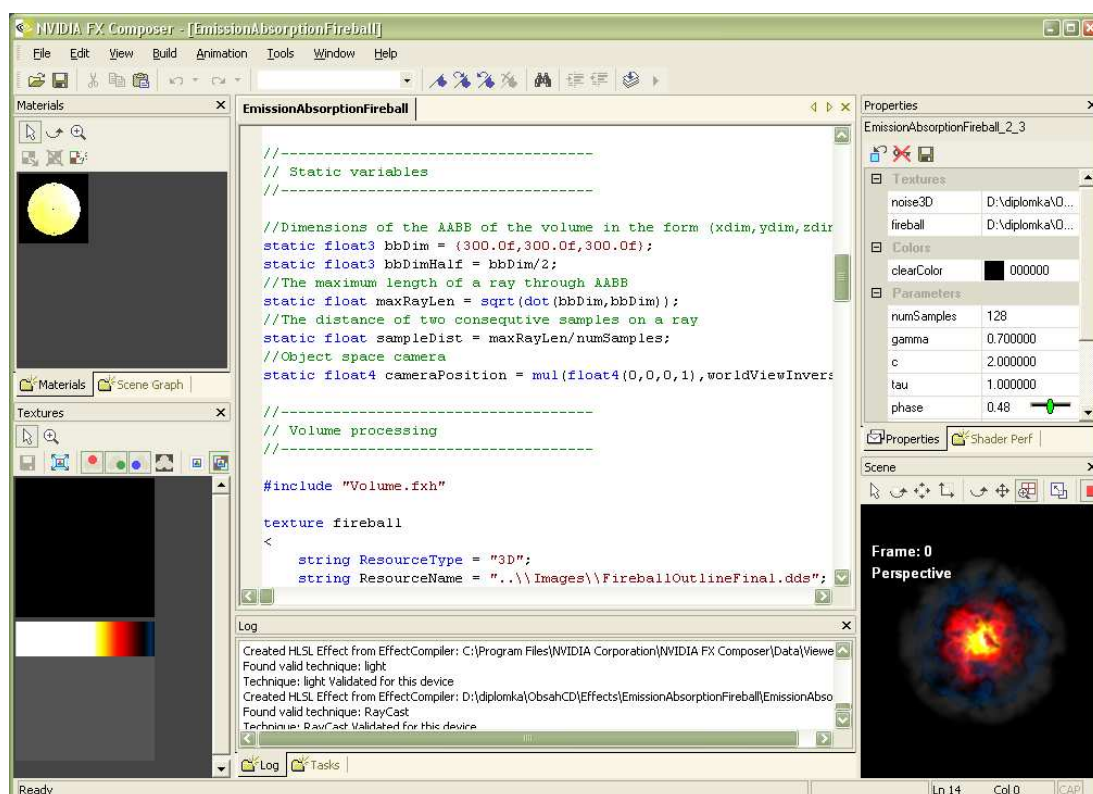 NVIDIA FX Composer - [EmissionAbsorptionFireball]
File Edit View Build Animation Tools Window Help
Materials
Materials Scene Graph
Textures
EmissionAbsorptionFireball
//-----------------------------------
// Static variables
//-----------------------------------
//Dimensions of the AABB of the volume in the form (xdim,ydim,zdim
static float3 bbDim = {300.0f,300.0f,300.0f};
static float3 bbDimHalf = bbDim/2;
//The maximum length of a ray through AABB
static float maxRayLen = sqrt(dot(bbDim,bbDim));
//The distance of two consequtive samples on a ray
static float sampleDist = maxRayLen/numSamples;
//Object space camera
static float4 cameraPosition = mul(float4(0,0,0,1),worldViewInvers
//-----------------------------------
// Volume processing
//-----------------------------------
#include "Volume.fxh"
texture fireball
<
string ResourceType = "3D";
string ResourceName = "..\\Images\\FireballOutlineFinal.dds";
Log
Created HLSL Effect from EffectCompiler: C:\Program Files\NVIDIA Corporation\NVIDIA FX Composer\Data\Viewe
Found valid technique: light
Technique: light Validated for this device
Created HLSL Effect from EffectCompiler: D:\diplomka\ObsahCD\Effects\EmissionAbsorptionFireball\EmissionAbso
Found valid technique: RayCast
Technique: RayCast Validated for this device
Log Tasks
Properties
EmissionAbsorptionFireball_2_3
Textures
noise3D D:\diplomka\O...
fireball D:\diplomka\O...
Colors
clearColor 000000
Parameters
numSamples 128
gamma 0.700000
c 2.000000
tau 1.000000
phase 0.48
Properties Shader Perf
Scene
Frame: 0
Perspective
Ready Ln 14 Col 0 CAP